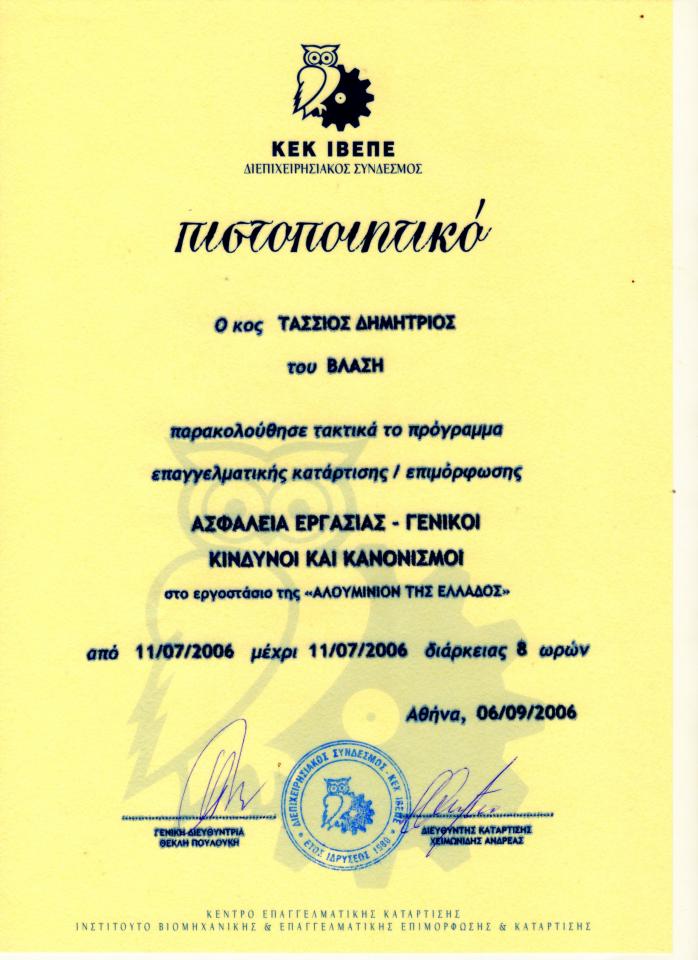 ΚΕΚ ΙΒΕΠΕ
ΔΙΕΠΙΧΕΙΡΗΣΙΑΚΟΣ ΣΥΝΔΕΣΜΟΣ
πιστοποιητικό
Ο κος ΤΑΣΣΙΟΣ ΔΗΜΗΤΡΙΟΣ
του ΒΛΑΣΗ
παρακολούθησε τακτικά το πρόγραμμα
επαγγελματικής κατάρτισης / επιμόρφωσης
ΑΣΦΑΛΕΙΑ ΕΡΓΑΣΙΑΣ - ΓΕΝΙΚΟΙ
ΚΙΝΔΥΝΟΙ ΚΑΙ ΚΑΝΟΝΙΣΜΟΙ
στο εργοστάσιο της «ΑΛΟΥΜΙΝΙΟΝ ΤΗΣ ΕΛΛΑΔΟΣ»
από 11/07/2006 μέχρι 11/07/2006 διάρκειας 8 ωρών
Αθήνα, 06/09/2006
ΔΙΕΠΙΧΕΙΡΗΣΙΑΚΟΣ ΣΥΝΔΕΣΜΟΣ - ΚΕΚ ΙΒΕΠΕ
ΕΤΟΣ ΙΔΡΥΣΕΩΣ 1980
ΓΕΝΙΚΗ ΔΙΕΥΘΥΝΤΡΙΑ
ΘΕΚΛΗ ΠΟΥΛΟΥΚΗ
ΔΙΕΥΘΥΝΤΗΣ ΚΑΤΑΡΤΙΣΗΣ
ΧΕΙΜΩΝΙΔΗΣ ΑΝΔΡΕΑΣ
ΚΕΝΤΡΟ ΕΠΑΓΓΕΛΜΑΤΙΚΗΣ ΚΑΤΑΡΤΙΣΗΣ
ΙΝΣΤΙΤΟΥΤΟ ΒΙΟΜΗΧΑΝΙΚΗΣ & ΕΠΑΓΓΕΛΜΑΤΙΚΗΣ ΕΠΙΜΟΡΦΩΣΗΣ & ΚΑΤΑΡΤΙΣΗΣ